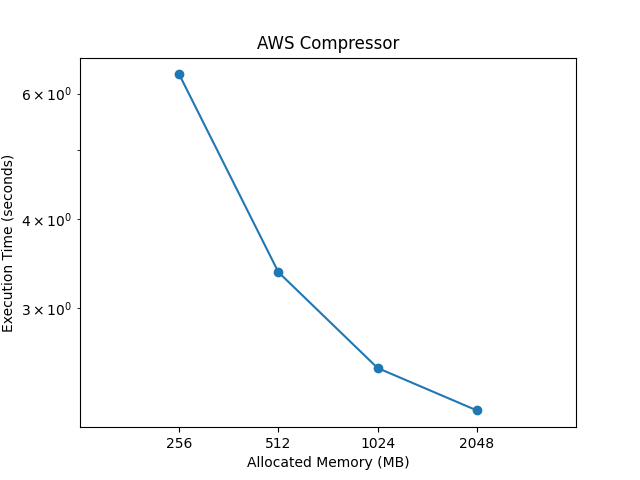 AWS Compressor
6 × 10⁰
4 × 10⁰
3 × 10⁰
Execution Time (seconds)
256 512 1024 2048
Allocated Memory (MB)